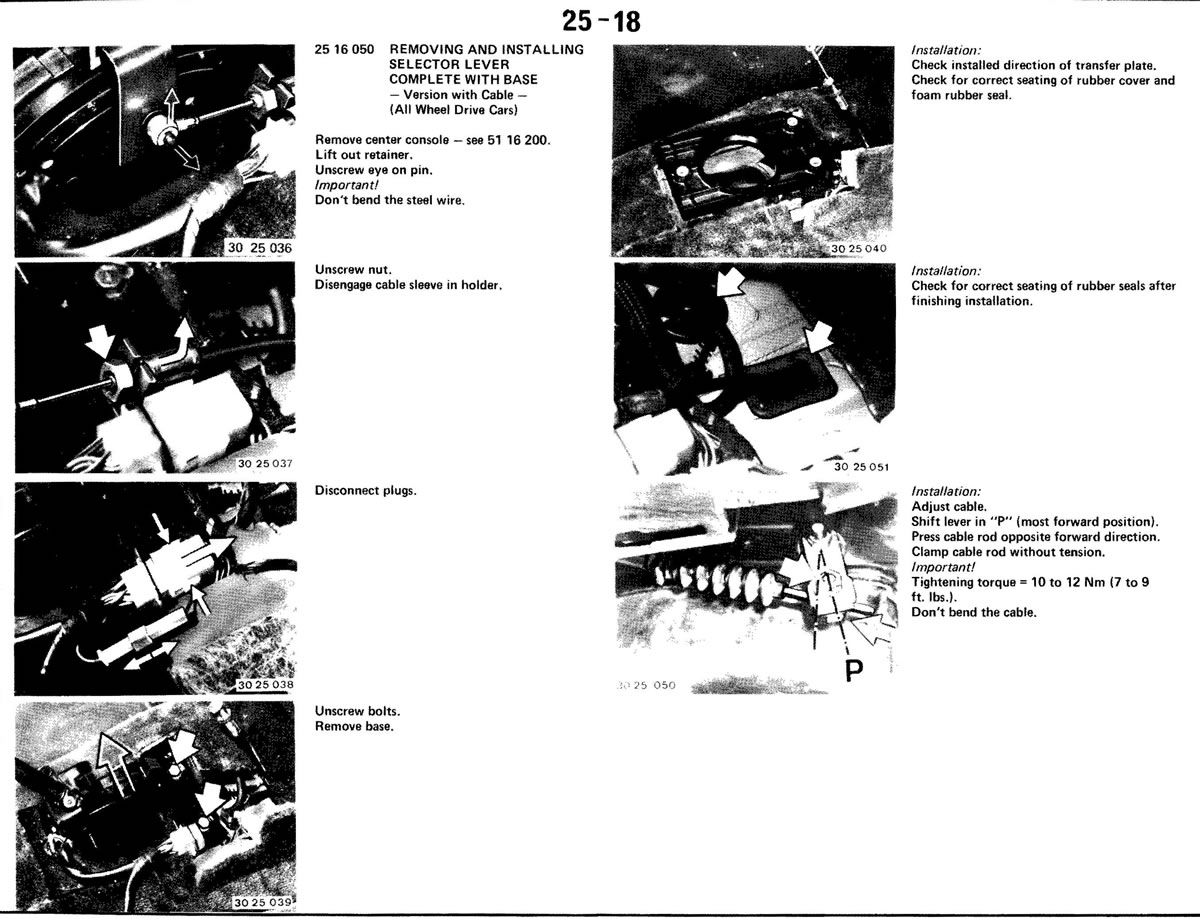 25-18
25 16 050 REMOVING AND INSTALLING
SELECTOR LEVER
COMPLETE WITH BASE
— Version with Cable —
(All Wheel Drive Cars)
Remove center console — see 51 16 200.
Lift out retainer.
Unscrew eye on pin.
Important!
Don't bend the steel wire.
30 25 036
Unscrew nut.
Disengage cable sleeve in holder.
30 25 037
Disconnect plugs.
30 25 038
Unscrew bolts.
Remove base.
30 25 039
Installation:
Check installed direction of transfer plate.
Check for correct seating of rubber cover and
foam rubber seal.
30 25 040
Installation:
Check for correct seating of rubber seals after
finishing installation.
30 25 051
Installation:
Adjust cable.
Shift lever in "P" (most forward position).
Press cable rod opposite forward direction.
Clamp cable rod without tension.
Important!
Tightening torque = 10 to 12 Nm (7 to 9
ft. lbs.).
Don't bend the cable.
P
30 25 050